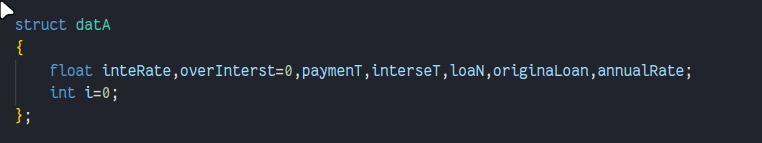 struct datA
{
float inteRate,overInterst=0,paymenT,interseT,loaN,originaLoan,annualRate;
int i=0;
};